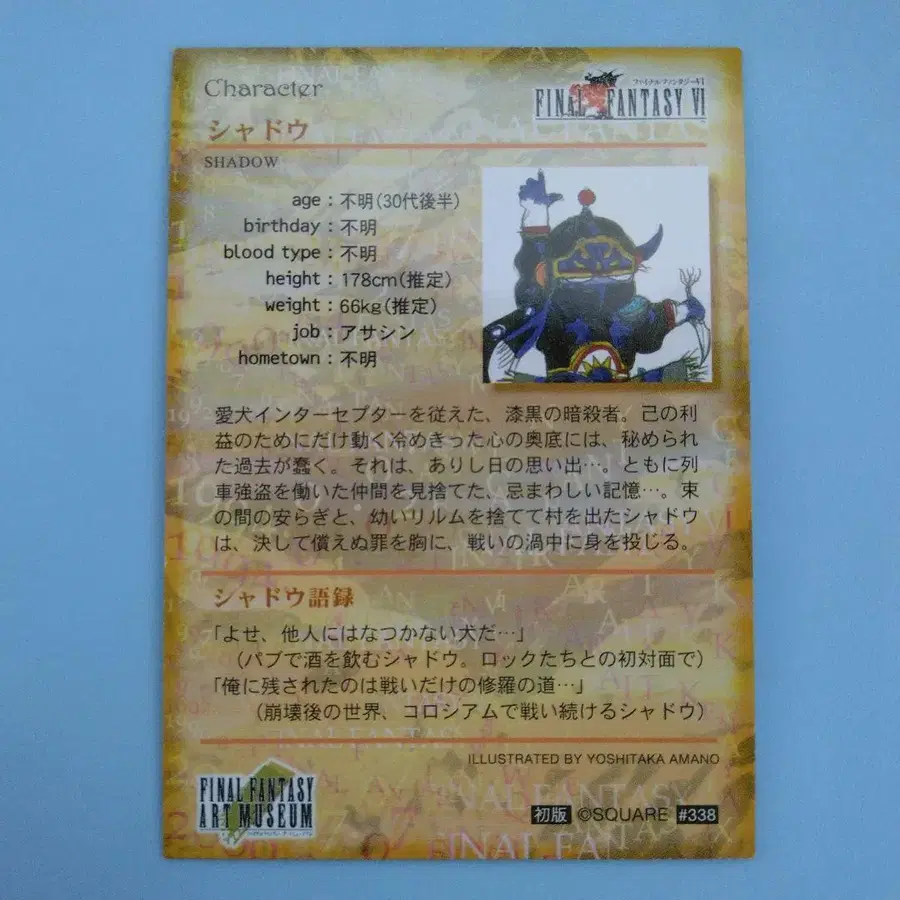 Character
ファイナルファンタジーVI
FINAL FANTASY VI
シャドウ
SHADOW
age : 不明(30代後半)
birthday : 不明
blood type : 不明
height : 178cm(推定)
weight : 66kg(推定)
job : アサシン
hometown : 不明
愛犬インターセプターを従えた、漆黒の暗殺者。己の利
益のためにだけ動く冷めきった心の奥底には、秘められ
た過去が蠢く。それは、ありし日の思い出…。ともに列
車強盗を働いた仲間を見捨てた、忌まわしい記憶…。束
の間の安らぎと、幼いリルムを捨てて村を出たシャドウ
は、決して償えぬ罪を胸に、戦いの渦中に身を投じる。
シャドウ語録
「よせ、他人にはなつかない犬だ…」
(パブで酒を飲むシャドウ。ロックたちとの初対面で)
「俺に残されたのは戦いだけの修羅の道…」
(崩壊後の世界、コロシアムで戦い続けるシャドウ)
ILLUSTRATED BY YOSHITAKA AMANO
FINAL FANTASY
ART MUSEUM
初版 ©SQUARE #338